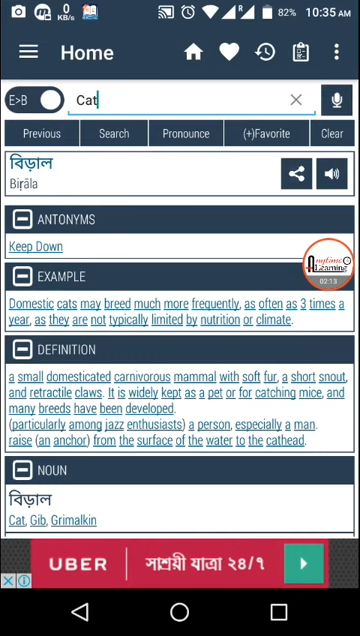 0
KB/s
R
82%
10:35 AM
Home
E>B
Cat
Previous
Search
Pronounce
(+)Favorite
Clear
বিড়াল
Biṛāla
ANTONYMS
Keep Down
Anytime
Learning
02:13
EXAMPLE
Domestic cats may breed much more frequently, as often as 3 times a
year, as they are not typically limited by nutrition or climate.
DEFINITION
a small domesticated carnivorous mammal with soft fur, a short snout,
and retractile claws. It is widely kept as a pet or for catching mice, and
many breeds have been developed.
(particularly among jazz enthusiasts) a person, especially a man.
raise (an anchor) from the surface of the water to the cathead.
NOUN
বিড়াল
Cat, Gib, Grimalkin
UBER
সাশ্রয়ী যাত্রা ২৪/৭